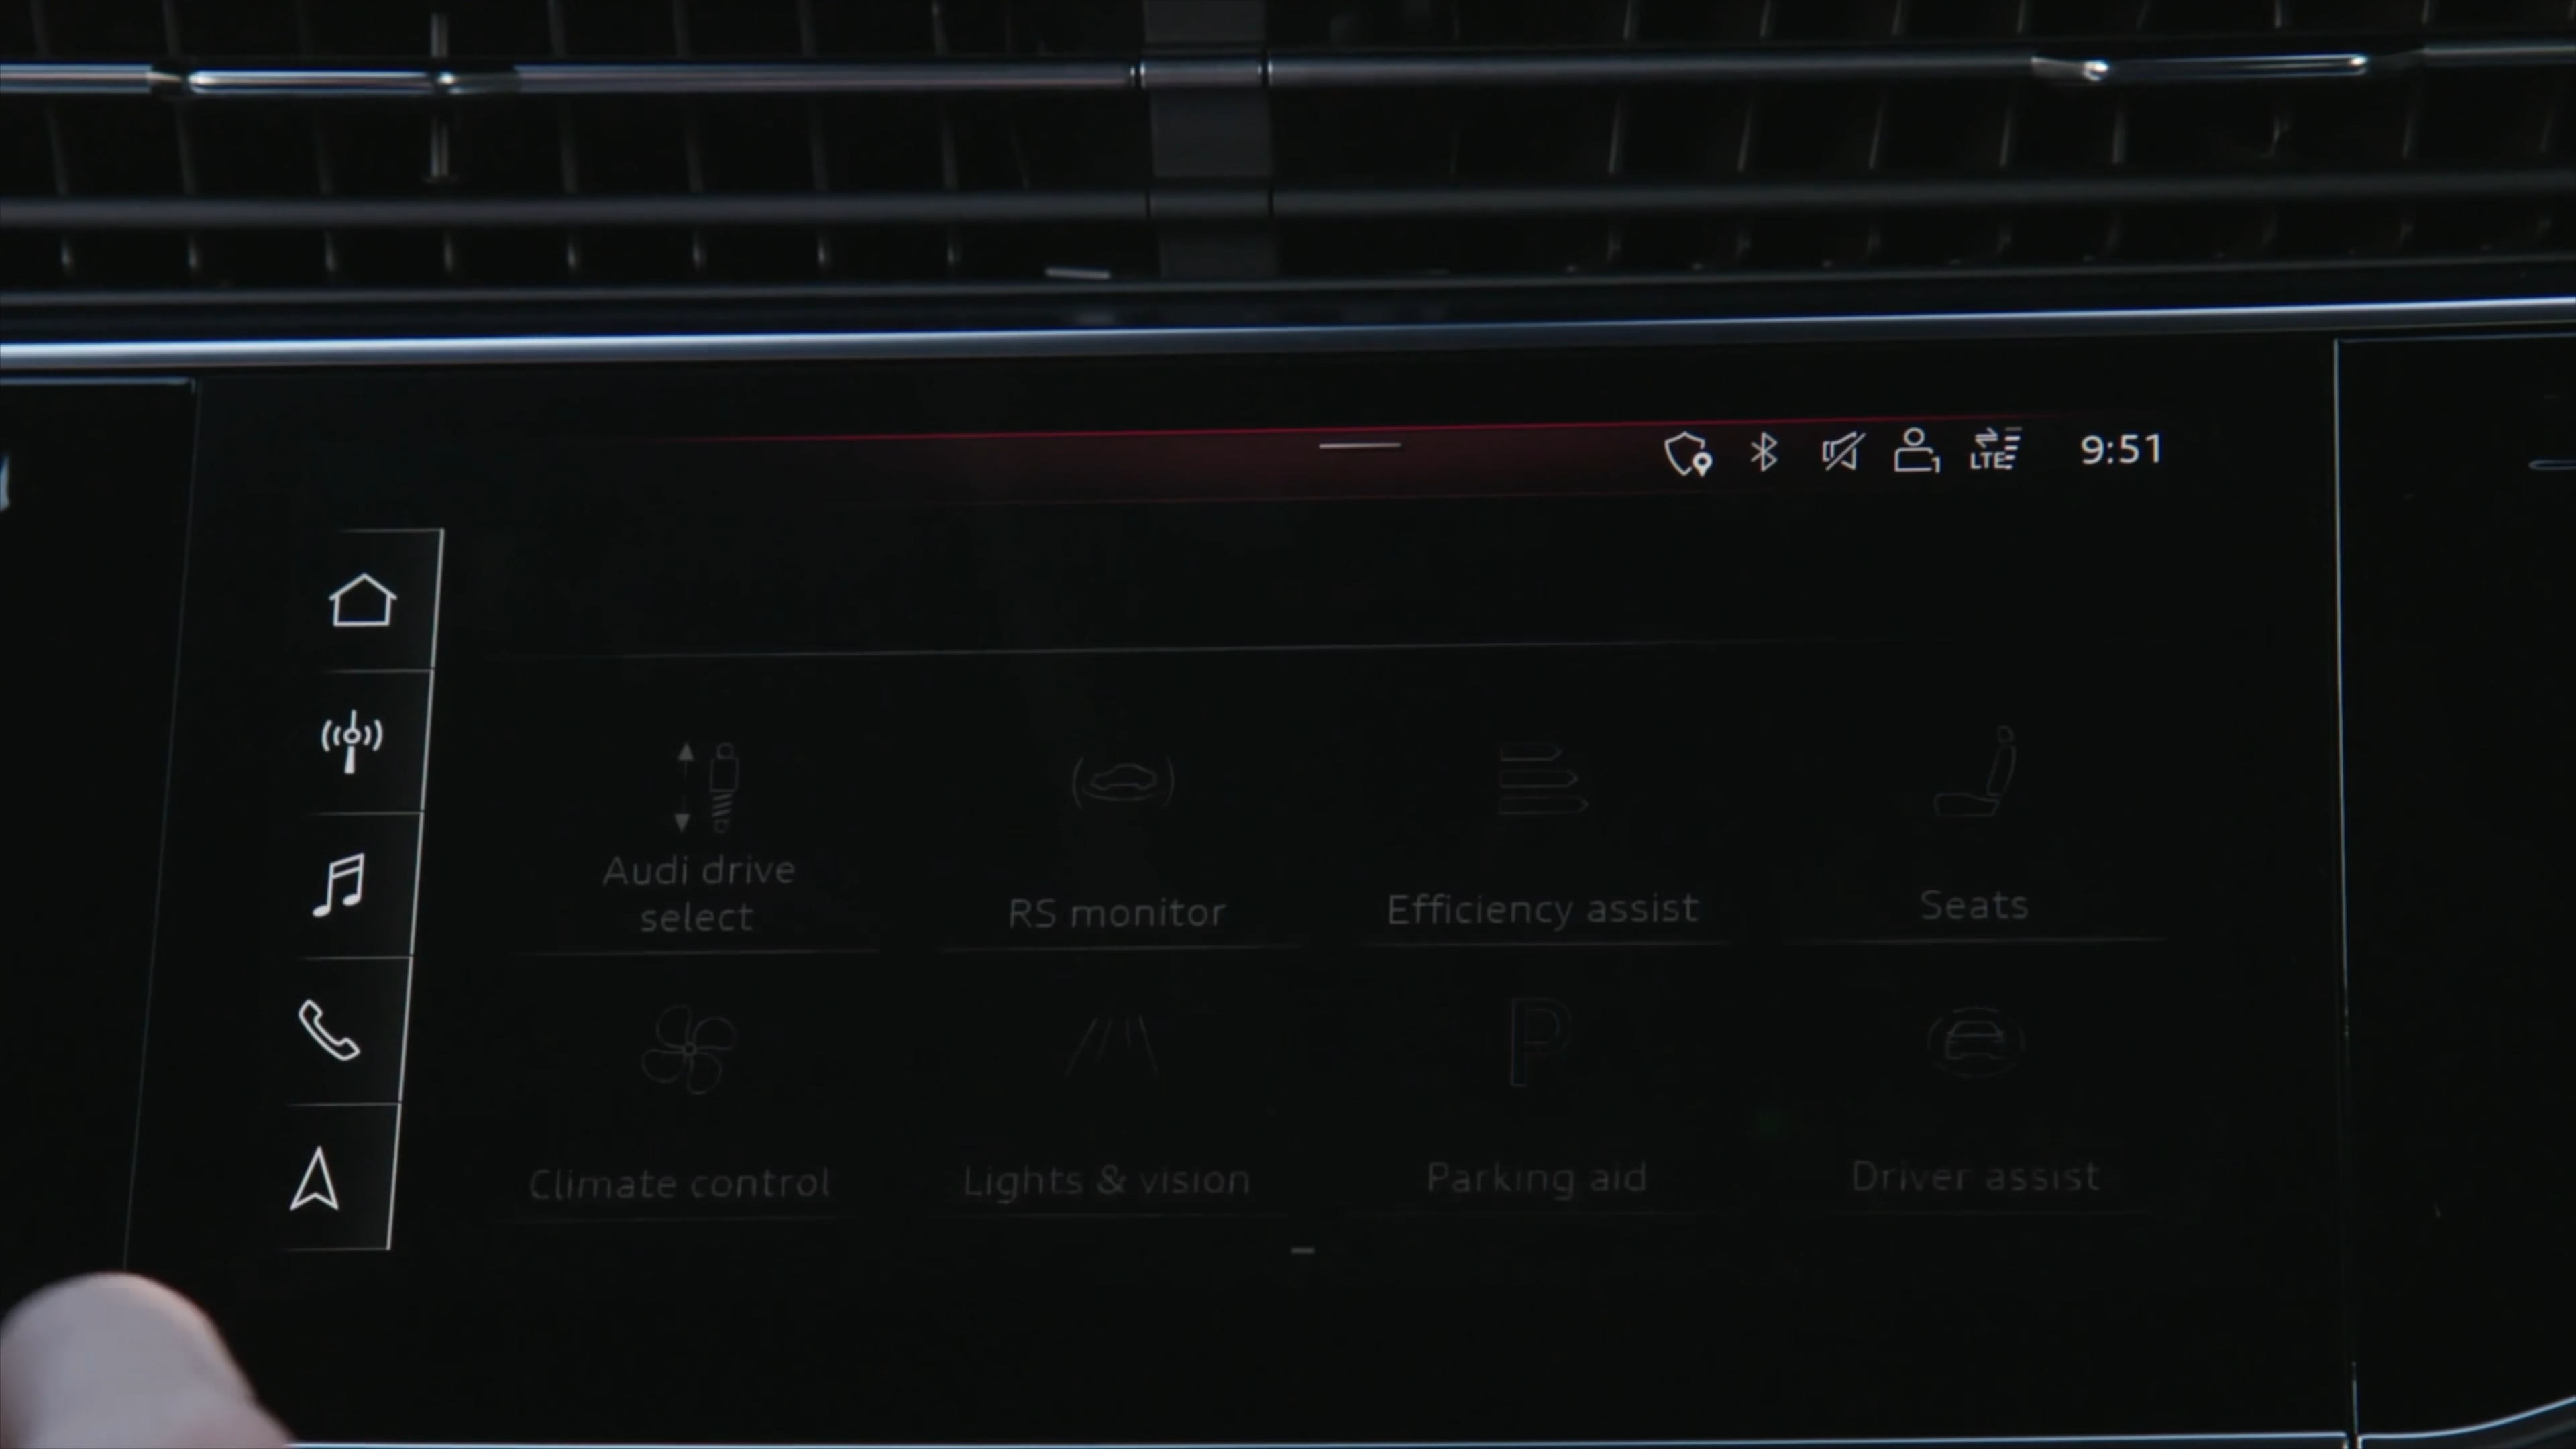 LTE 9:51
Audi drive
select
RS monitor
Efficiency assist
Seats
Climate control
Lights & vision
Parking aid
Driver assist